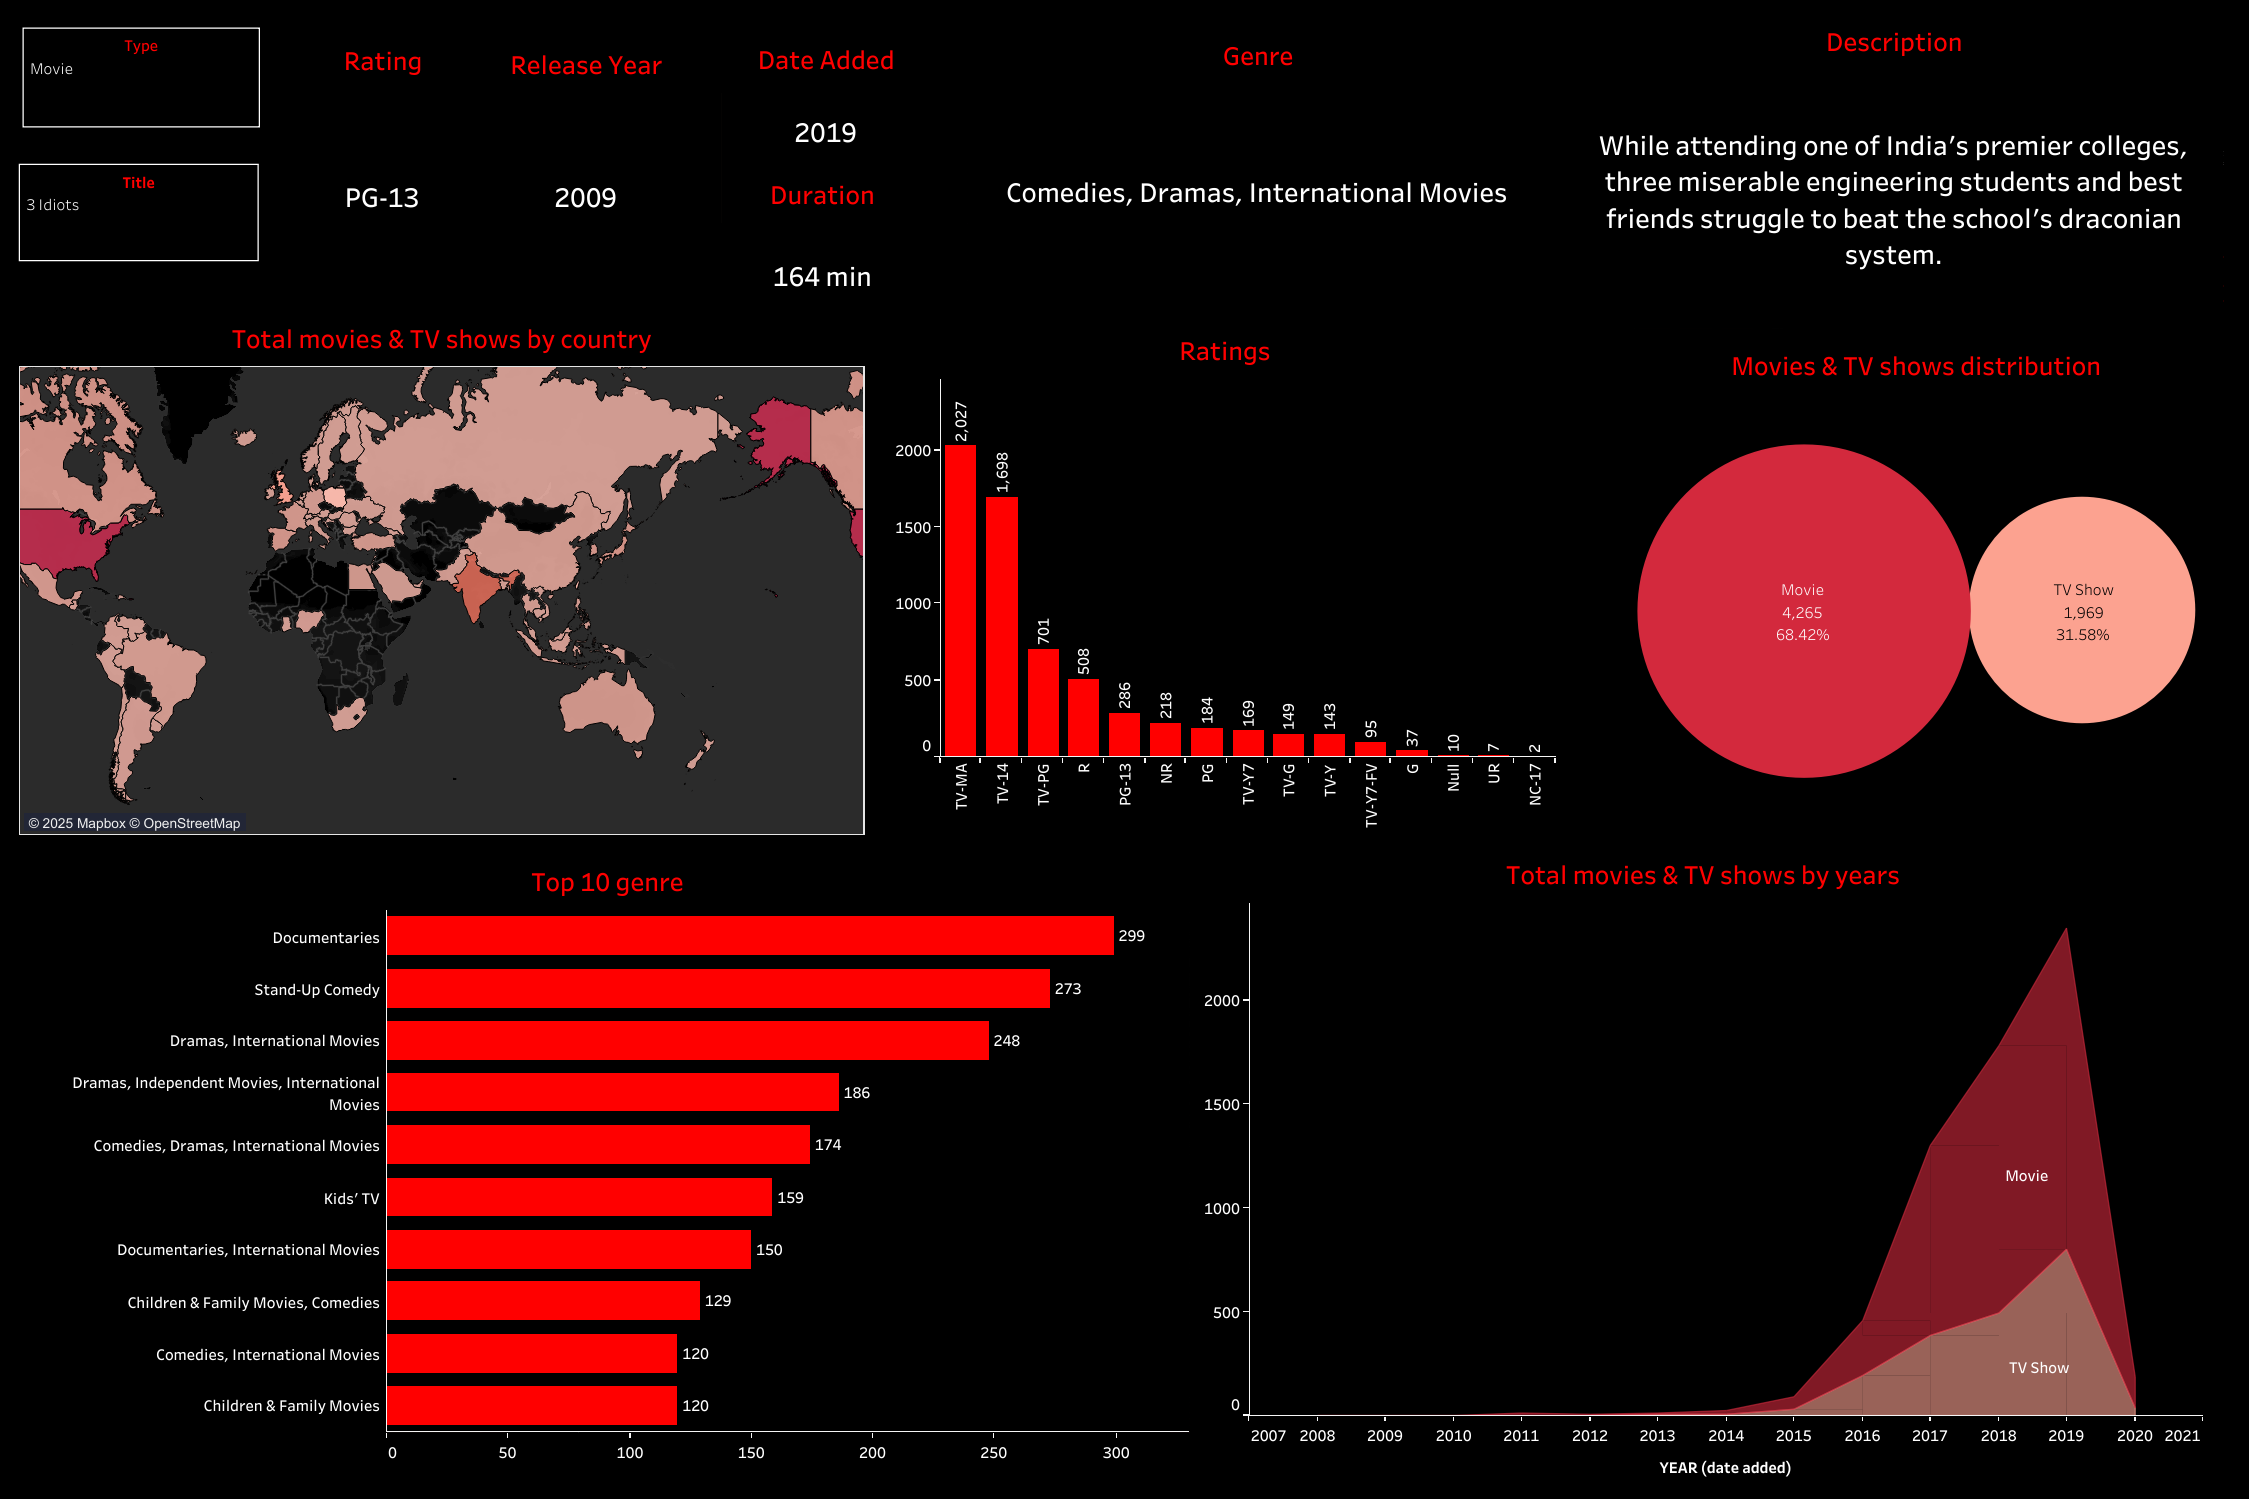 Type
Movie
Title
3 Idiots
Rating
PG-13
Release Year
2009
Date Added
2019
Duration
164 min
Genre
Comedies, Dramas, International Movies
Description
While attending one of India’s premier colleges,
three miserable engineering students and best
friends struggle to beat the school’s draconian
system.
Total movies & TV shows by country
© 2025 Mapbox © OpenStreetMap
Ratings
2000
1500
1000
500
0
2,027
1,698
701
508
286
218
184
169
149
143
95
37
10
7
2
TV-MA
TV-14
TV-PG
R
PG-13
NR
PG
TV-Y7
TV-G
TV-Y
TV-Y7-FV
G
Null
UR
NC-17
Movies & TV shows distribution
Movie
4,265
68.42%
TV Show
1,969
31.58%
Top 10 genre
Documentaries 299
Stand-Up Comedy 273
Dramas, International Movies 248
Dramas, Independent Movies, International
Movies 186
Comedies, Dramas, International Movies 174
Kids’ TV 159
Documentaries, International Movies 150
Children & Family Movies, Comedies 129
Comedies, International Movies 120
Children & Family Movies 120
0 50 100 150 200 250 300
Total movies & TV shows by years
2000
1500
1000
500
0
Movie
TV Show
2007 2008 2009 2010 2011 2012 2013 2014 2015 2016 2017 2018 2019 2020 2021
YEAR (date added)